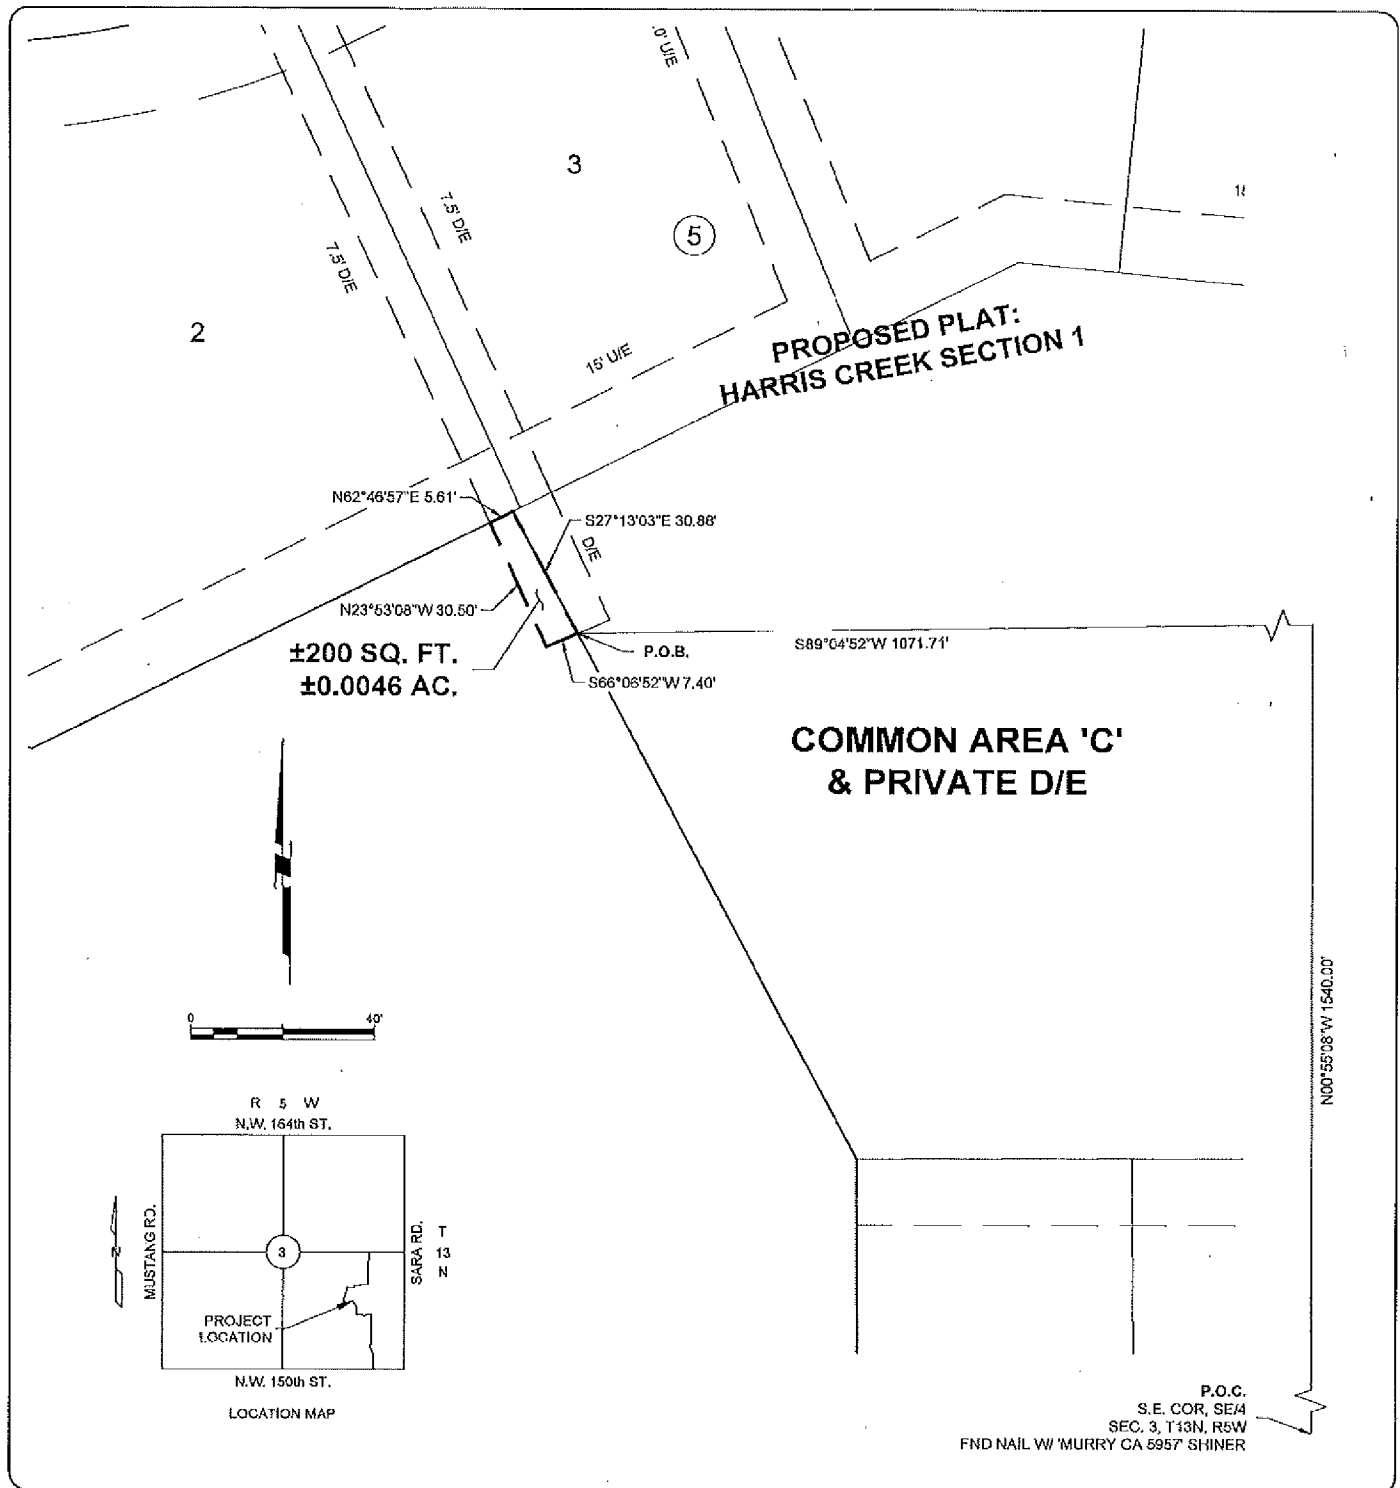 .0' U/E
3
18
7.5' D/E
5
7.5' D/E
2
PROPOSED PLAT:
HARRIS CREEK SECTION 1
15' U/E
N62°46'57"E 5.61'
S27°13'03"E 30.88'
D/E
N23°53'08"W 30.50'
±200 SQ. FT.
±0.0046 AC.
P.O.B.
S89°04'52"W 1071.71'
S66°06'52"W 7.40'
COMMON AREA 'C'
& PRIVATE D/E
N00°55'08"W 1540.00'
0 40'
R 5 W
N.W. 164th ST.
MUSTANG RD.
N
3
SARA RD.
T
13
N
PROJECT
LOCATION
N.W. 150th ST.
LOCATION MAP
P.O.C.
S.E. COR, SE/4
SEC. 3, T13N, R5W
FND NAIL W/ 'MURRY CA 5957' SHINER